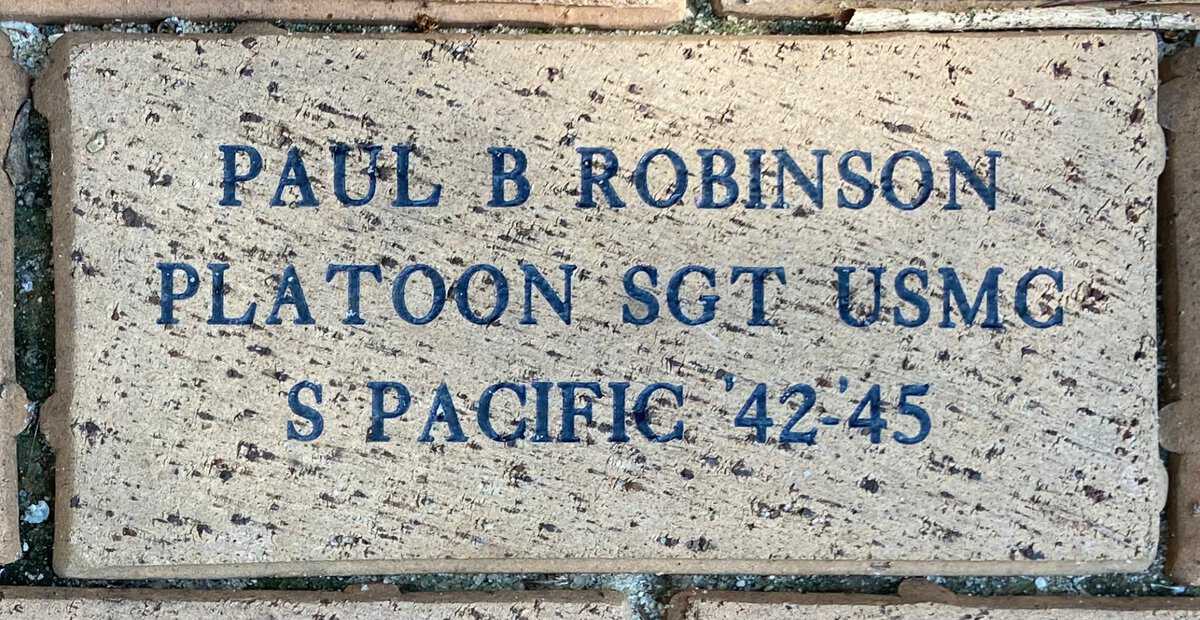 PAUL B ROBINSON
PLATOON SGT USMC
S PACIFIC '42-'45